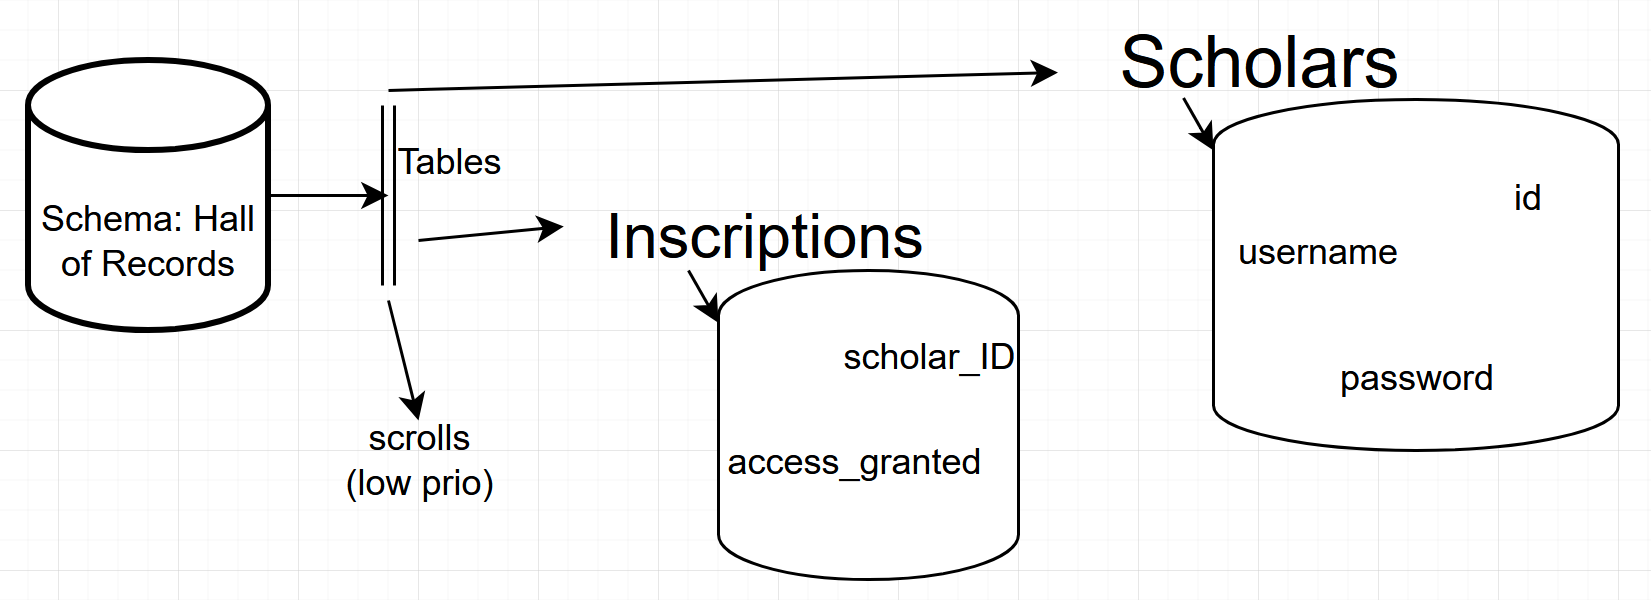 Schema: Hall
of Records
Tables
scrolls
(low prio)
Inscriptions
scholar_ID
access_granted
Scholars
id
username
password